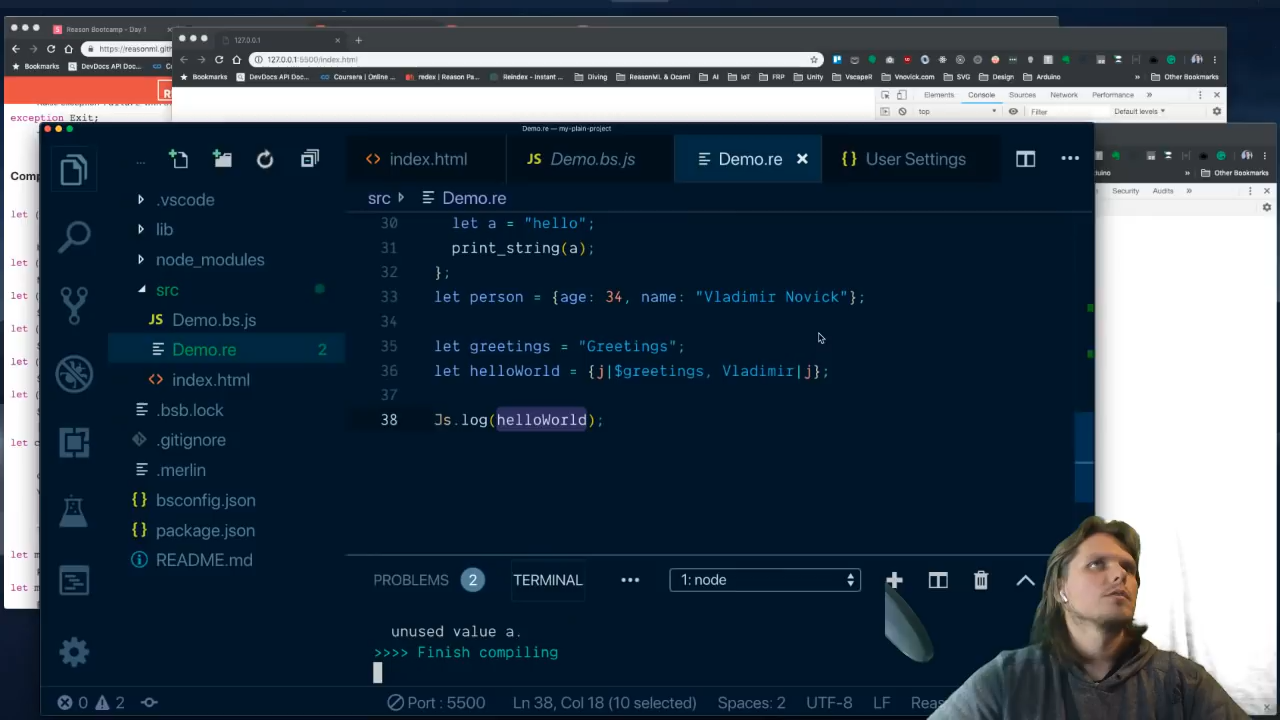 Reason Bootcamp - Day 1
127.0.0.1
https://reasonml.gith
127.0.0.1:5500/index.html
Bookmarks DevDocs API Doc...
Bookmarks DevDocs API Doc... Coursera | Online ... redex | Reason Pa... Reindex - Instant ... Diving ReasonML & Ocaml AI IoT FRP Unity VscapeR Vnovick.com SVG Design Arduino » Other Bookmarks
Elements Console Sources Network Performance »
top Filter Default levels
exception Exit;
Demo.re — my-plain-project
Comp
index.html
Demo.bs.js
Demo.re
User Settings
Other Bookmarks
Security Audits »
src Demo.re
.vscode
lib
node_modules
src
Demo.bs.js
Demo.re 2
index.html
.bsb.lock
.gitignore
.merlin
bsconfig.json
package.json
README.md
30 let a = "hello";
31 print_string(a);
32 };
33 let person = {age: 34, name: "Vladimir Novick"};
34
35 let greetings = "Greetings";
36 let helloWorld = {j|$greetings, Vladimir|j};
37
38 Js.log(helloWorld);
PROBLEMS 2 TERMINAL 1: node
unused value a.
>>>> Finish compiling
0 2 Port : 5500 Ln 38, Col 18 (10 selected) Spaces: 2 UTF-8 LF Reas